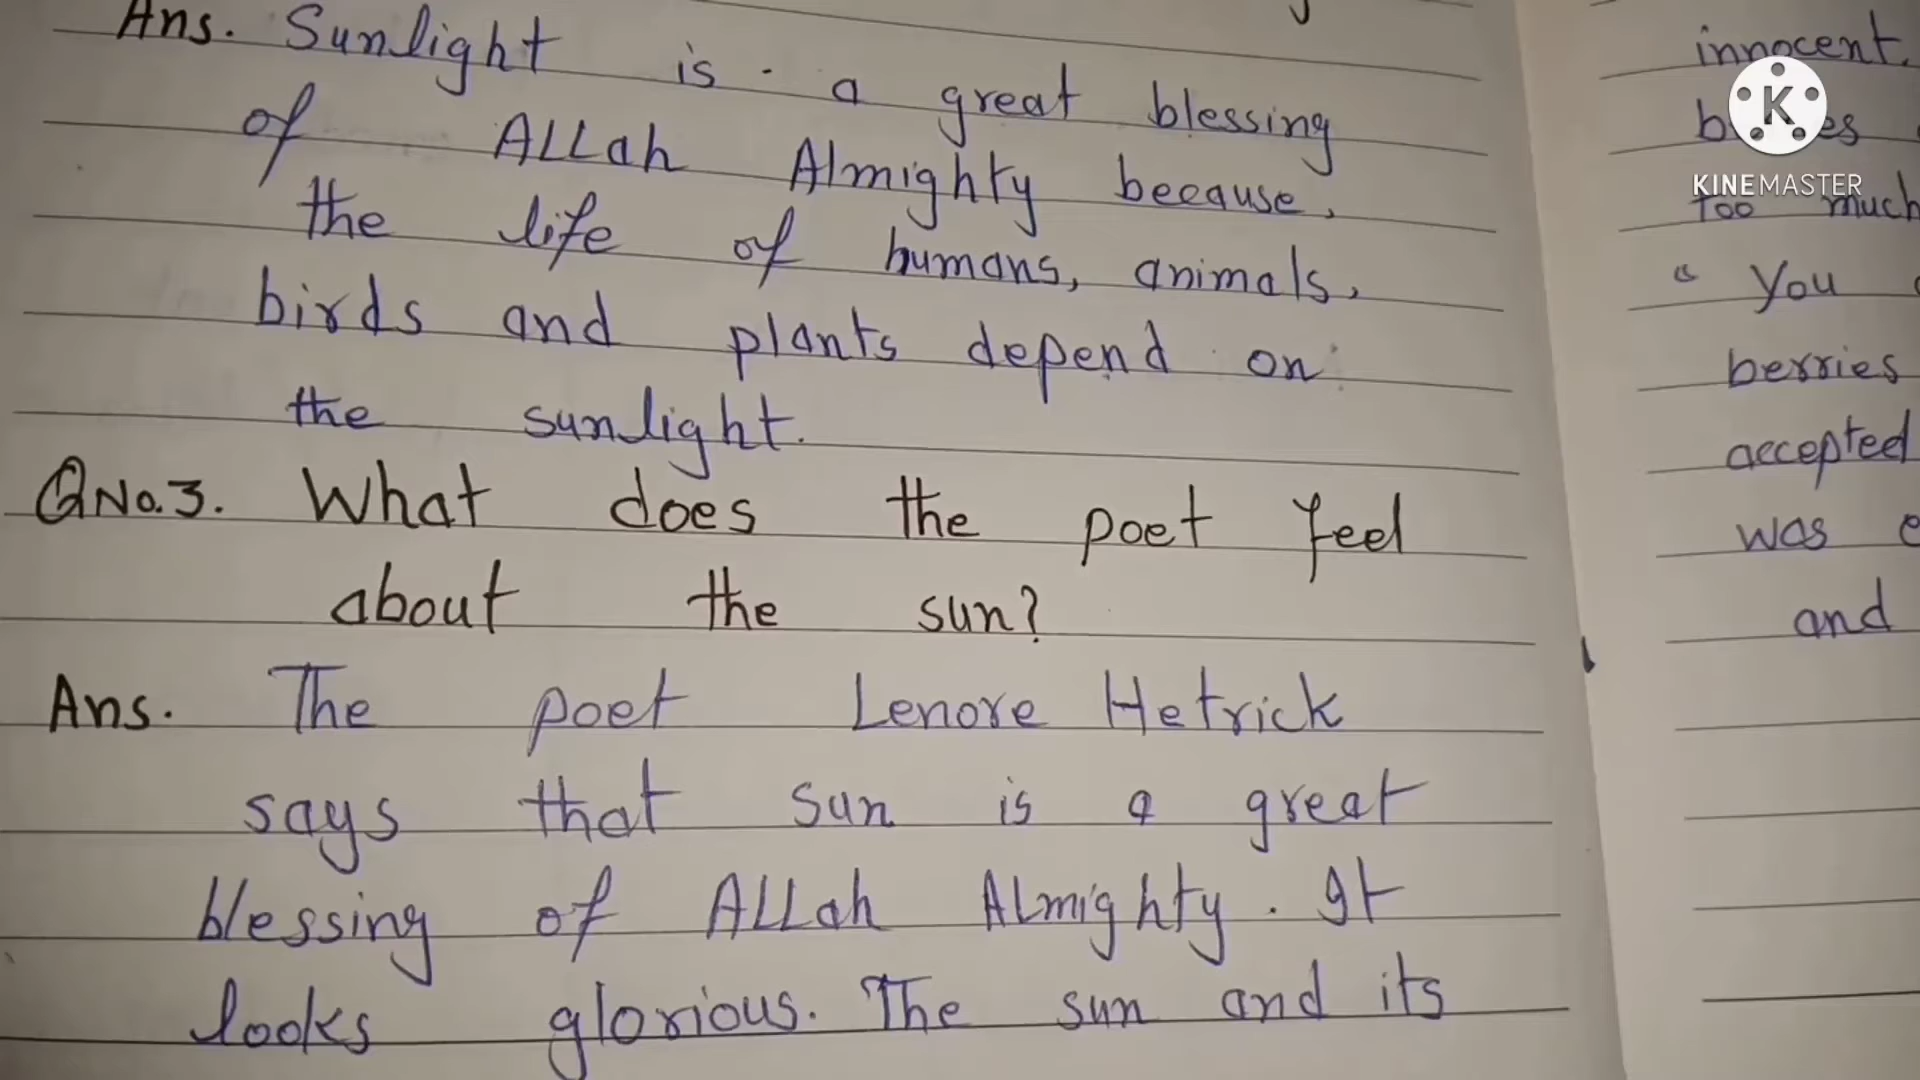 Ans. Sunlight is a great blessing
of ALLah Almighty because,
the life of humans, animals,
birds and plants depend on
the sunlight.
QNo.3. What does the poet feel
about the sun?
Ans. The poet Lenore Hetrick
says that sun is a great
blessing of ALLah Almighty. It
looks glorious. The sun and its
innocent.
KINEMASTER
too much
" You
berries
accepted
was
and